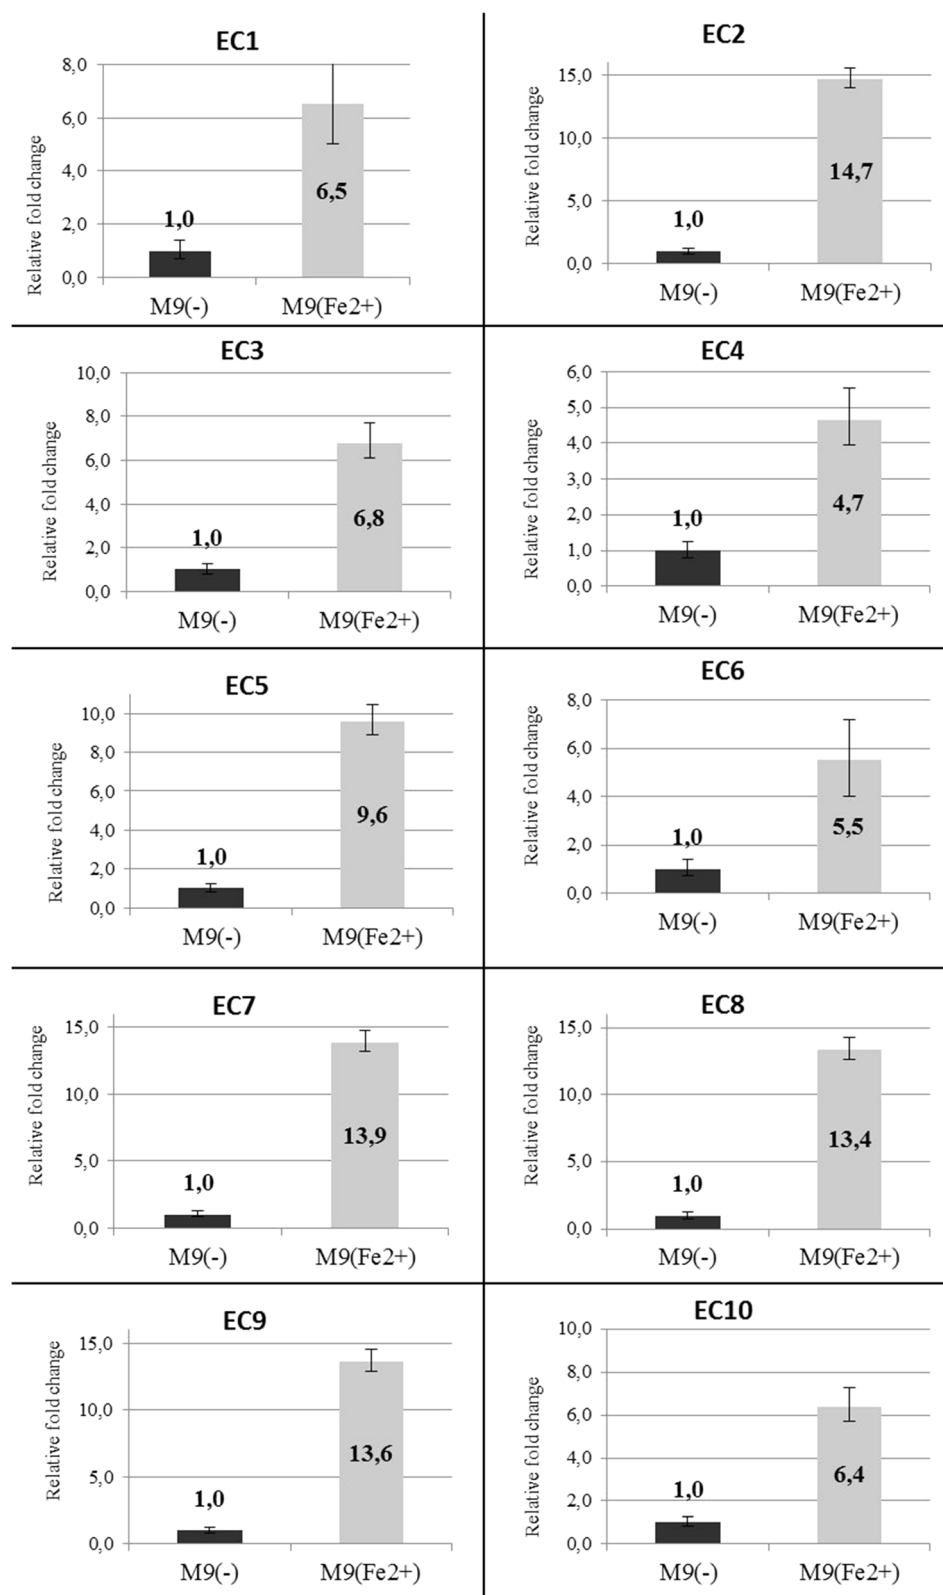 EC1
Relative fold change
8,0
6,0
4,0
2,0
0,0
1,0
6,5
M9(-) M9(Fe2+)
EC2
Relative fold change
15,0
10,0
5,0
0,0
1,0
14,7
M9(-) M9(Fe2+)
EC3
Relative fold change
10,0
8,0
6,0
4,0
2,0
0,0
1,0
6,8
M9(-) M9(Fe2+)
EC4
Relative fold change
6,0
5,0
4,0
3,0
2,0
1,0
0,0
1,0
4,7
M9(-) M9(Fe2+)
EC5
Relative fold change
10,0
8,0
6,0
4,0
2,0
0,0
1,0
9,6
M9(-) M9(Fe2+)
EC6
Relative fold change
8,0
6,0
4,0
2,0
0,0
1,0
5,5
M9(-) M9(Fe2+)
EC7
Relative fold change
15,0
10,0
5,0
0,0
1,0
13,9
M9(-) M9(Fe2+)
EC8
Relative fold change
15,0
10,0
5,0
0,0
1,0
13,4
M9(-) M9(Fe2+)
EC9
Relative fold change
15,0
10,0
5,0
0,0
1,0
13,6
M9(-) M9(Fe2+)
EC10
Relative fold change
10,0
8,0
6,0
4,0
2,0
0,0
1,0
6,4
M9(-) M9(Fe2+)